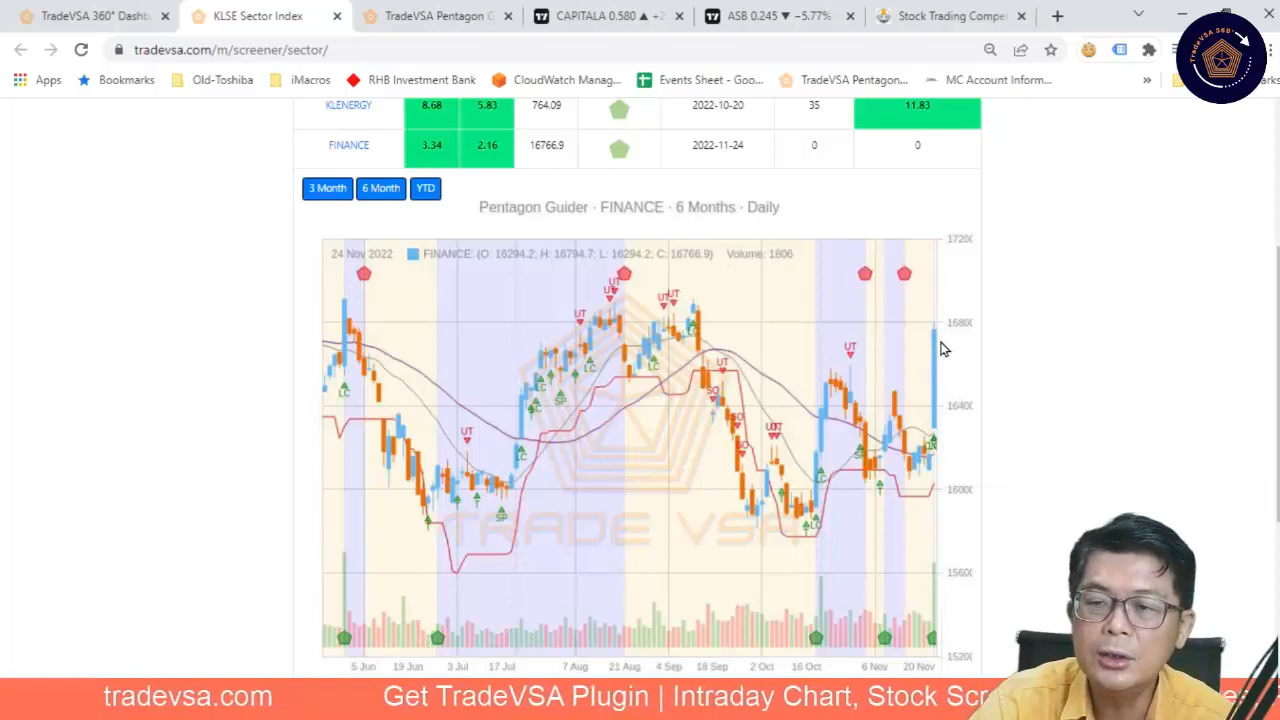 TradeVSA 360° Dashb
KLSE Sector Index
TradeVSA Pentagon G
CAPITALA 0.580 ▲ +2
ASB 0.245 ▼ −5.77%
Stock Trading Compe
tradevsa.com/m/screener/sector/
Apps
Bookmarks
Old-Toshiba
iMacros
RHB Investment Bank
CloudWatch Manag...
Events Sheet - Goo...
TradeVSA Pentagon...
MC Account Inform...
»
TradeVSA 360°
KLENERGY 8.68 5.83 764.09 2022-10-20 35 11.83
FINANCE 3.34 2.16 16766.9 2022-11-24 0 0
3 Month 6 Month YTD
Pentagon Guider · FINANCE · 6 Months · Daily
24 Nov 2022 FINANCE: (O: 16294.2; H: 16794.7; L: 16294.2; C: 16766.9) Volume: 1806
1720
1680
1640
1600
1560
1520
TRADE VSA
5 Jun 19 Jun 3 Jul 17 Jul 7 Aug 21 Aug 4 Sep 18 Sep 2 Oct 16 Oct 6 Nov 20 Nov
tradevsa.com
Get TradeVSA Plugin | Intraday Chart, Stock Scr